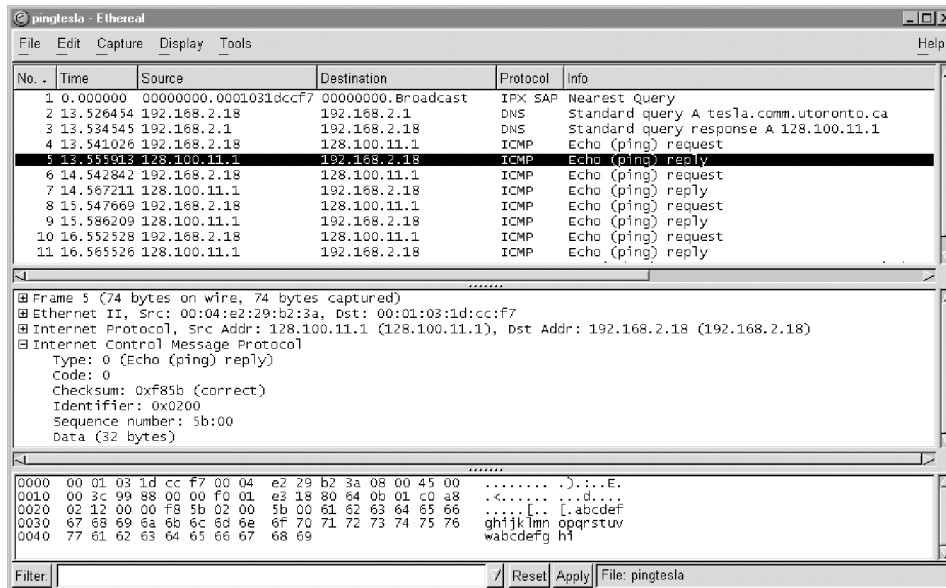 pingtesla - Ethereal
File Edit Capture Display Tools Help
No. . Time Source Destination Protocol Info
1 0.000000 00000000.0001031dccf7 00000000.Broadcast IPX SAP Nearest Query
2 13.526454 192.168.2.18 192.168.2.1 DNS Standard query A tesla.comm.utoronto.ca
3 13.534545 192.168.2.1 192.168.2.18 DNS Standard query response A 128.100.11.1
4 13.541026 192.168.2.18 128.100.11.1 ICMP Echo (ping) request
5 13.555913 128.100.11.1 192.168.2.18 ICMP Echo (ping) reply
6 14.542842 192.168.2.18 128.100.11.1 ICMP Echo (ping) request
7 14.567211 128.100.11.1 192.168.2.18 ICMP Echo (ping) reply
8 15.547669 192.168.2.18 128.100.11.1 ICMP Echo (ping) request
9 15.586209 128.100.11.1 192.168.2.18 ICMP Echo (ping) reply
10 16.552528 192.168.2.18 128.100.11.1 ICMP Echo (ping) request
11 16.565526 128.100.11.1 192.168.2.18 ICMP Echo (ping) reply
Frame 5 (74 bytes on wire, 74 bytes captured)
Ethernet II, Src: 00:04:e2:29:b2:3a, Dst: 00:01:03:1d:cc:f7
Internet Protocol, Src Addr: 128.100.11.1 (128.100.11.1), Dst Addr: 192.168.2.18 (192.168.2.18)
Internet Control Message Protocol
Type: 0 (Echo (ping) reply)
Code: 0
Checksum: 0xf85b (correct)
Identifier: 0x0200
Sequence number: 5b:00
Data (32 bytes)
0000 00 01 03 1d cc f7 00 04 e2 29 b2 3a 08 00 45 00 ........ .).:..E.
0010 00 3c 99 88 00 00 f0 01 e3 18 80 64 0b 01 c0 a8 .<...... ...d....
0020 02 12 00 00 f8 5b 02 00 5b 00 61 62 63 64 65 66 .....[.. [.abcdef
0030 67 68 69 6a 6b 6c 6d 6e 6f 70 71 72 73 74 75 76 ghijklmn opqrstuv
0040 77 61 62 63 64 65 66 67 68 69 wabcdefg hi
Filter: Reset Apply File: pingtesla